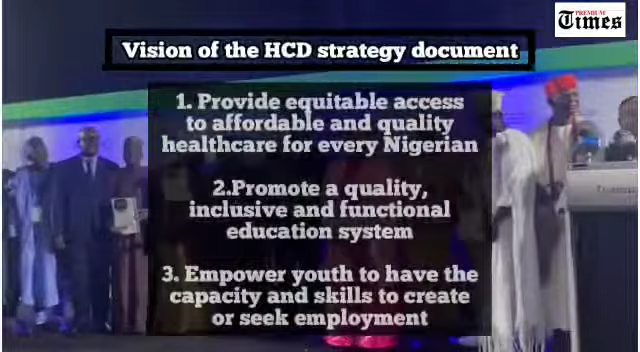 PREMIUM
Times
Vision of the HCD strategy document
1. Provide equitable access
to affordable and quality
healthcare for every Nigerian
2.Promote a quality,
inclusive and functional
education system
3. Empower youth to have the
capacity and skills to create
or seek employment